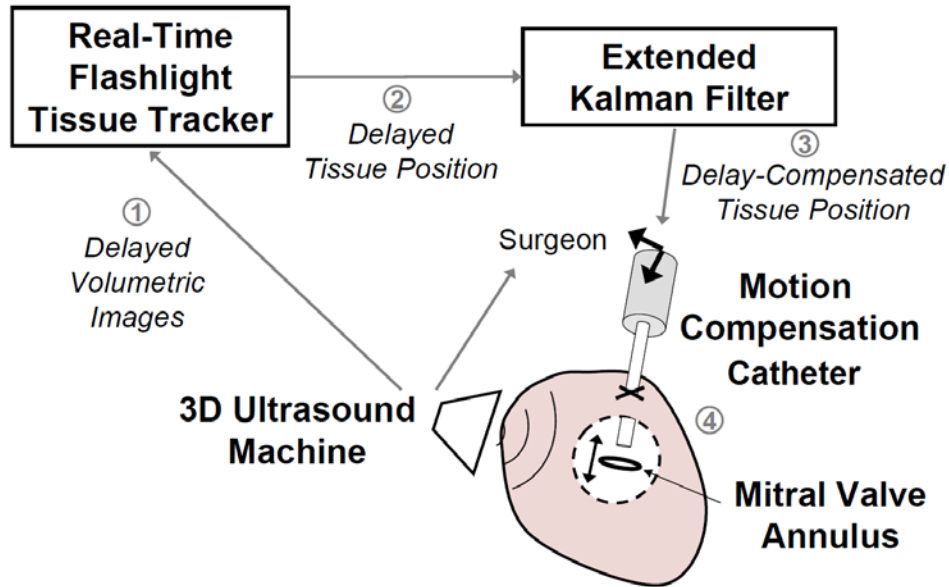 Real-Time
Flashlight
Tissue Tracker
Extended
Kalman Filter
②
Delayed
Tissue Position
③
Delay-Compensated
Tissue Position
①
Delayed
Volumetric
Images
Surgeon
Motion
Compensation
Catheter
3D Ultrasound
Machine
④
Mitral Valve
Annulus